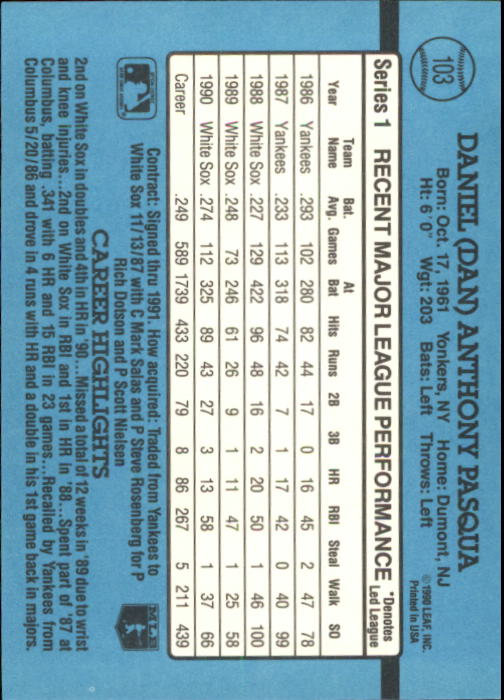 103
DANIEL (DAN) ANTHONY PASQUA
Born: Oct. 17, 1961 Yonkers, NY Home: Dumont, NJ
Ht: 6'0" Wgt: 203 Bats: Left Throws: Left
©1990 LEAF, INC.
Printed in USA
Series 1 RECENT MAJOR LEAGUE PERFORMANCE *Denotes Led League
Year Team Name Bat. Avg. Games At Bat Hits Runs 2B 3B HR RBI Steal Walk SO
1986 Yankees .293 102 280 82 44 17 0 16 45 2 47 78
1987 Yankees .233 113 318 74 42 7 1 17 42 0 40 99
1988 White Sox .227 129 422 96 48 16 2 20 50 1 46 100
1989 White Sox .248 73 246 61 26 9 1 11 47 1 25 58
1990 White Sox .274 112 325 89 43 27 3 13 58 1 37 66
Career .249 589 1739 433 220 79 8 86 267 5 211 439
Contract: Signed thru 1991. How acquired: Traded from Yankees to
White Sox 11/13/87 with C Mark Salas and P Steve Rosenberg for P
Rich Dotson and P Scott Nielsen
MLB
CAREER HIGHLIGHTS
2nd on White Sox in doubles and 4th in HR in '90...Missed a total of 12 weeks in '89 due to wrist
and knee injuries...2nd on White Sox in RBI and 1st in HR in '88...Spent part of '87 at
Columbus, batting .341 with 6 HR and 15 RBI in 23 games...Recalled by Yankees from
Columbus 5/20/86 and drove in 4 runs with HR and a double in his 1st game back in majors.